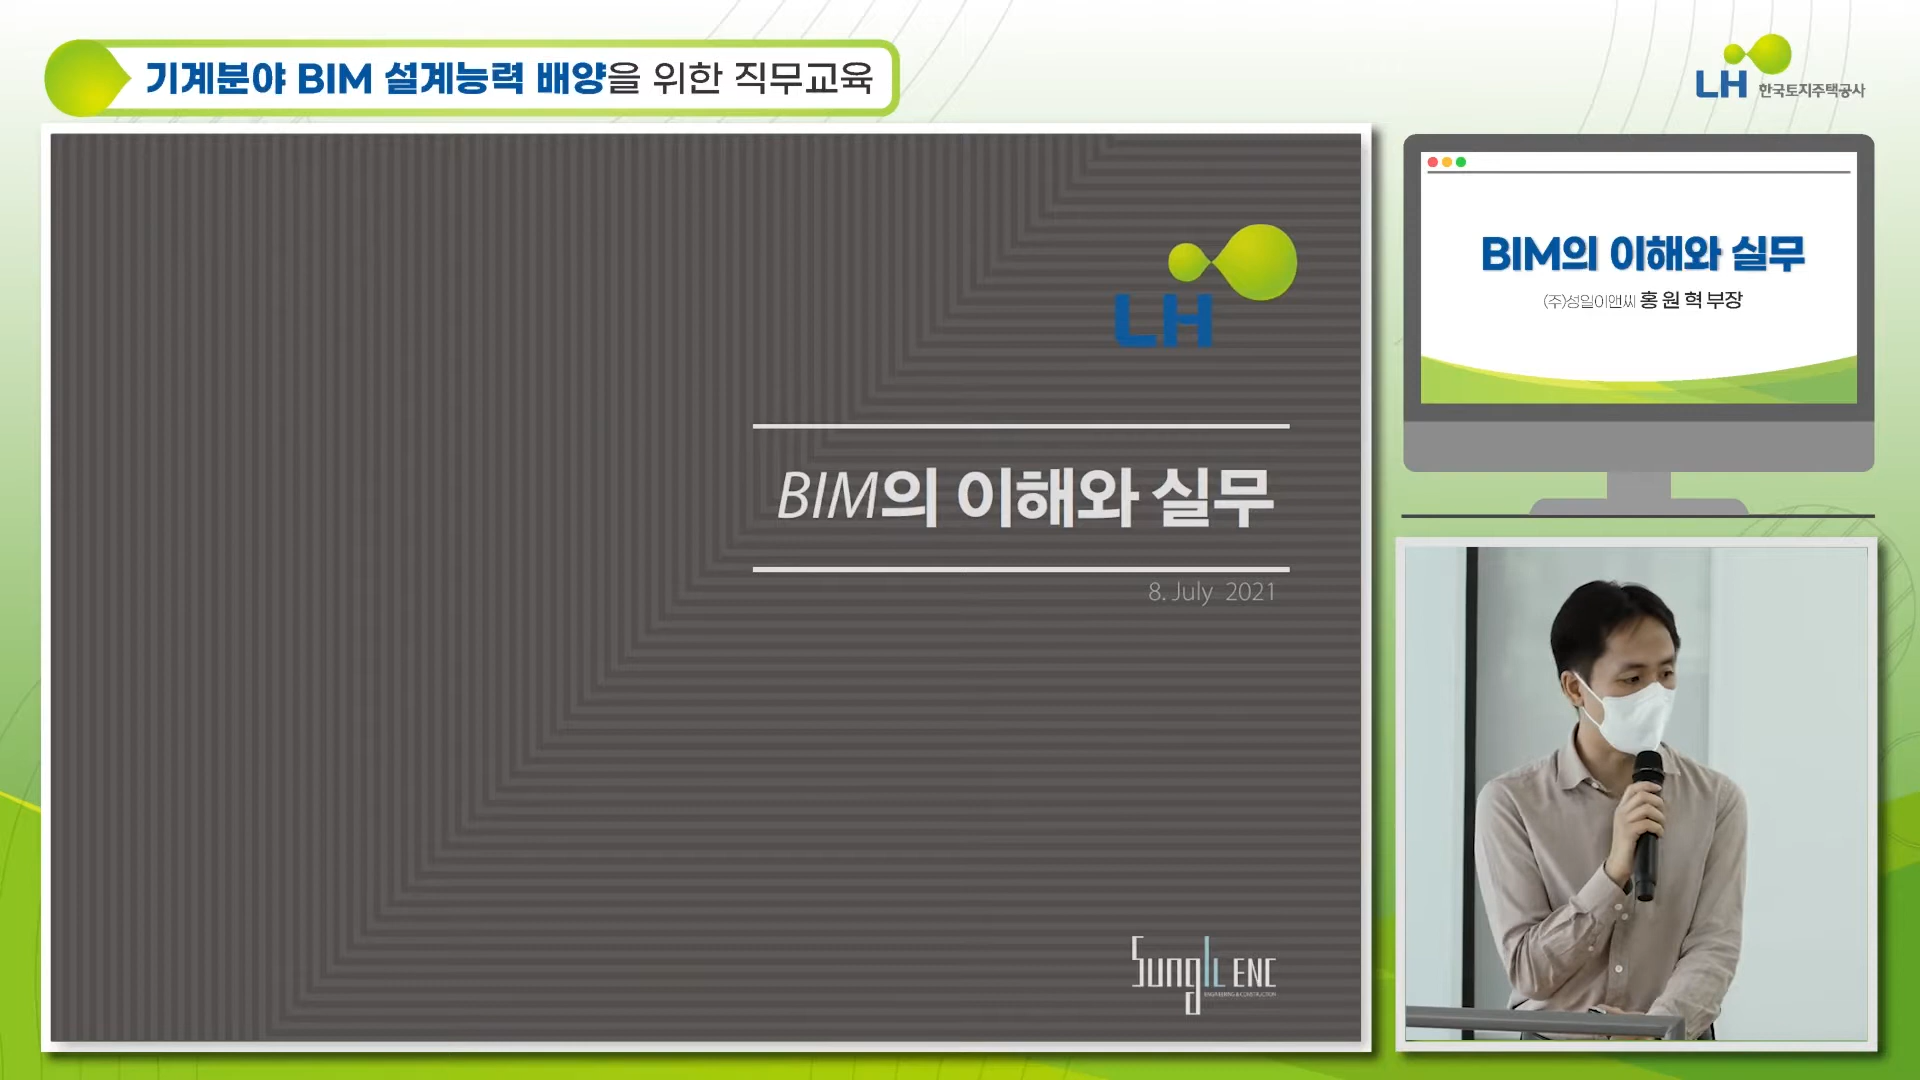 기계분야 BIM 설계능력 배양을 위한 직무교육
LH 한국토지주택공사
LH
BIM의 이해와 실무
8. July 2021
Sungil ENC
ENGINEERING & CONSTRUCTION
BIM의 이해와 실무
(주)성일이앤씨 홍원혁 부장